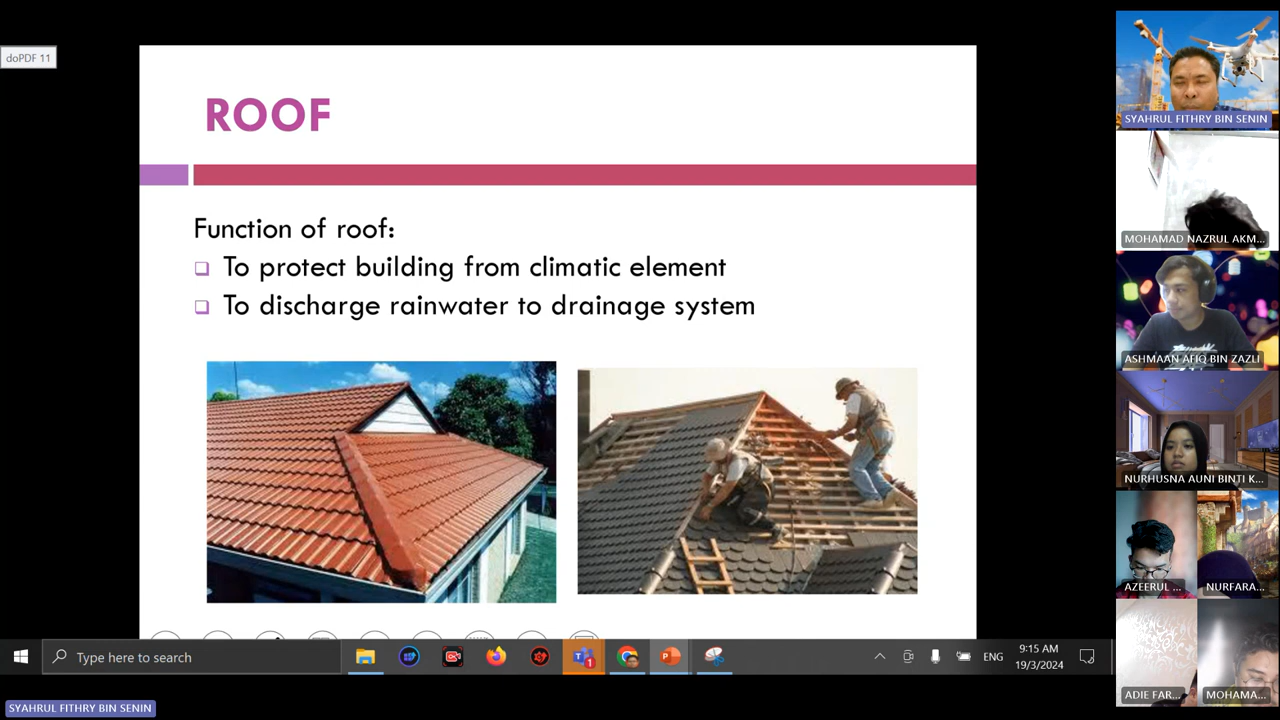 doPDF 11
ROOF
Function of roof:
To protect building from climatic element
To discharge rainwater to drainage system
SYAHRUL FITHRY BIN SENIN
MOHAMAD NAZRUL AKM...
ASHMAAN AFIQ BIN ZAZLI
NURHUSNA AUNI BINTI K...
AZEERUL ...
NURFARA...
ADIE FAR...
MOHAMA...
Type here to search
1
ENG
9:15 AM
19/3/2024
SYAHRUL FITHRY BIN SENIN